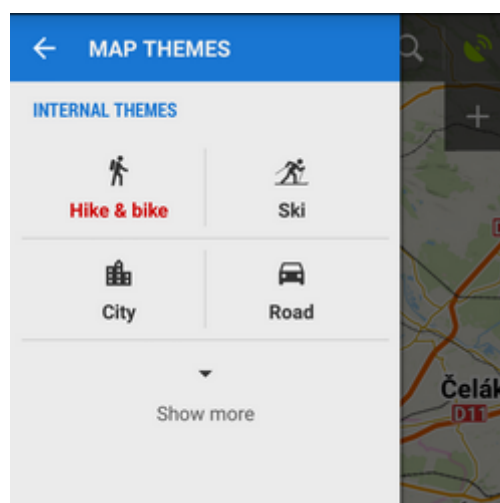 MAP THEMES
INTERNAL THEMES
Hike & bike
Ski
City
Road
Show more
Čelák
D11